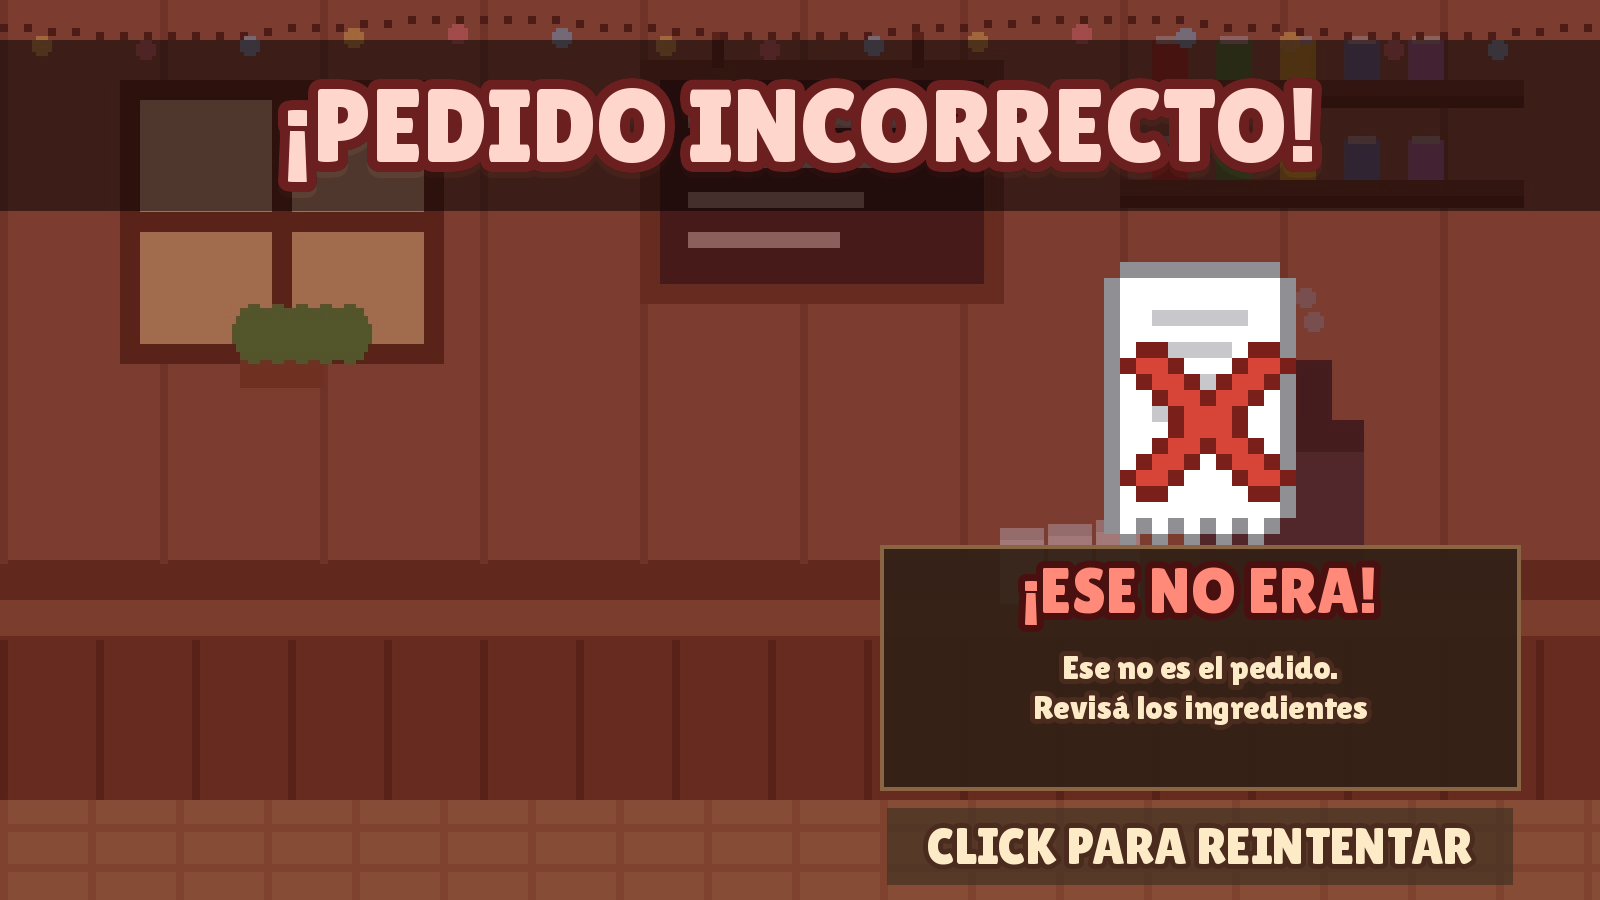 ¡PEDIDO INCORRECTO!
¡ESE NO ERA!
Ese no es el pedido.
Revisá los ingredientes
CLICK PARA REINTENTAR